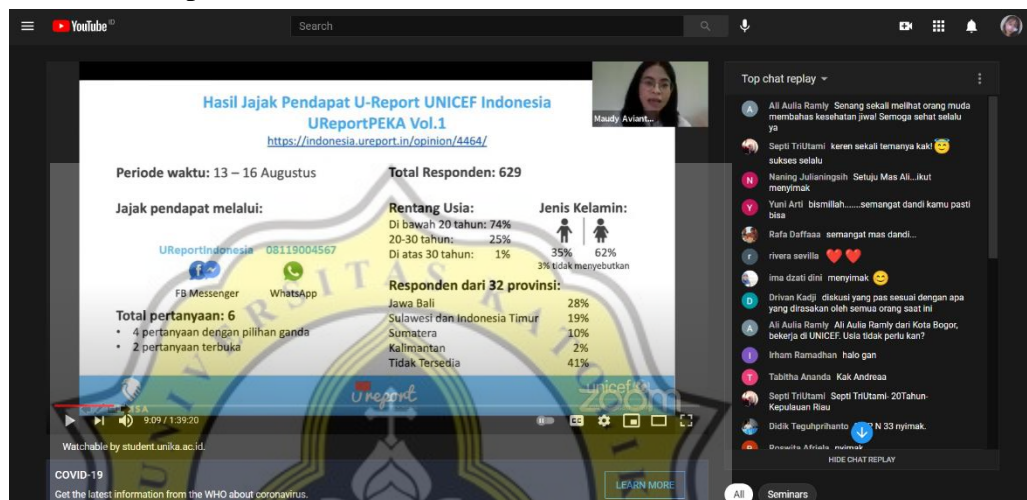 YouTube ID
Search
Hasil Jajak Pendapat U-Report UNICEF Indonesia
UReportPEKA Vol.1
https://indonesia.ureport.in/opinion/4464/
Maudy Aviant...
Periode waktu: 13 – 16 Augustus
Total Responden: 629
Jajak pendapat melalui:
UReportIndonesia 08119004567
FB Messenger WhatsApp
Total pertanyaan: 6
• 4 pertanyaan dengan pilihan ganda
• 2 pertanyaan terbuka
Rentang Usia:
Di bawah 20 tahun: 74%
20-30 tahun: 25%
Di atas 30 tahun: 1%
Jenis Kelamin:
35% 62%
3% tidak menyebutkan
Responden dari 32 provinsi:
Jawa Bali 28%
Sulawesi dan Indonesia Timur 19%
Sumatera 10%
Kalimantan 2%
Tidak Tersedia 41%
U report
unicef
zoom
9:09 / 1:39:20
CC
Watchable by student.unika.ac.id.
COVID-19
Get the latest information from the WHO about coronavirus.
LEARN MORE
UNIVERSITAS KATOLIK
Top chat replay
A Ali Aulia Ramly Senang sekali melihat orang muda
membahas kesehatan jiwa! Semoga sehat selalu
ya
Septi TriUtami keren sekali temanya kak! 😇
sukses selalu
N Naning Julianingsih Setuju Mas Ali...ikut
menyimak
Y Yuni Arti bismillah.......semangat dandi kamu pasti
bisa
Rafa Daffaaa semangat mas dandi...
r rivera sevilla ❤️ ❤️
ima dzati dini menyimak 😊
D Drivan Kadji diskusi yang pas sesuai dengan apa
yang dirasakan oleh semua orang saat ini
A Ali Aulia Ramly Ali Aulia Ramly dari Kota Bogor,
bekerja di UNICEF. Usia tidak perlu kan?
I Irham Ramadhan halo gan
T Tabitha Ananda Kak Andreaa
Septi TriUtami Septi TriUtami- 20Tahun-
Kepulauan Riau
Didik Teguhprihanto N 33 nyimak.
Roswita Afriela nyimak
HIDE CHAT REPLAY
All Seminars